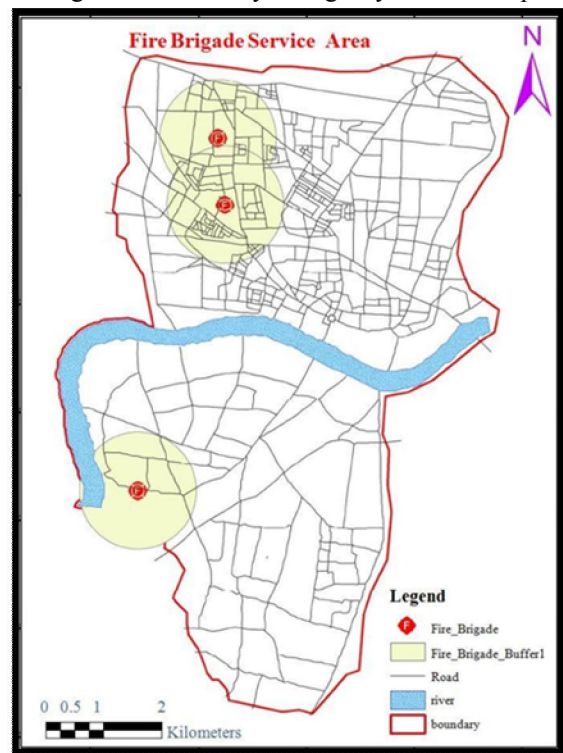 Fire Brigade Service Area
N
F
F
F
Legend
F Fire_Brigade
Fire_Brigade_Buffer1
Road
river
boundary
0 0.5 1 2
Kilometers